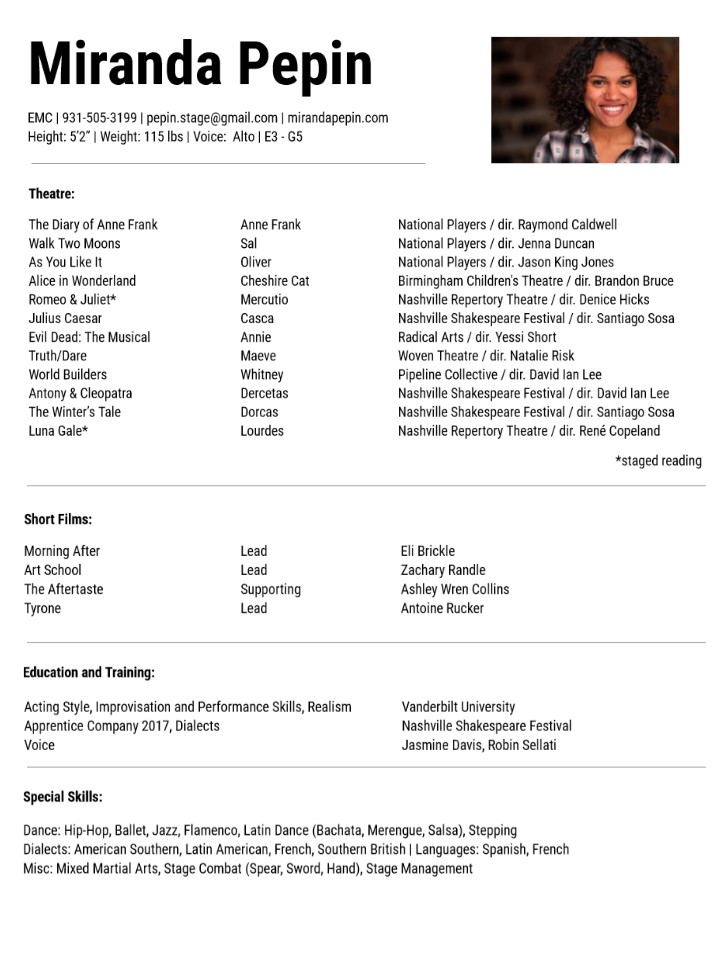 Miranda Pepin
EMC | 931-505-3199 | pepin.stage@gmail.com | mirandapepin.com
Height: 5'2” | Weight: 115 lbs | Voice: Alto | E3 - G5
Theatre:
The Diary of Anne Frank Anne Frank National Players / dir. Raymond Caldwell
Walk Two Moons Sal National Players / dir. Jenna Duncan
As You Like It Oliver National Players / dir. Jason King Jones
Alice in Wonderland Cheshire Cat Birmingham Children's Theatre / dir. Brandon Bruce
Romeo & Juliet* Mercutio Nashville Repertory Theatre / dir. Denice Hicks
Julius Caesar Casca Nashville Shakespeare Festival / dir. Santiago Sosa
Evil Dead: The Musical Annie Radical Arts / dir. Yessi Short
Truth/Dare Maeve Woven Theatre / dir. Natalie Risk
World Builders Whitney Pipeline Collective / dir. David Ian Lee
Antony & Cleopatra Dercetas Nashville Shakespeare Festival / dir. David Ian Lee
The Winter's Tale Dorcas Nashville Shakespeare Festival / dir. Santiago Sosa
Luna Gale* Lourdes Nashville Repertory Theatre / dir. René Copeland
*staged reading
Short Films:
Morning After Lead Eli Brickle
Art School Lead Zachary Randle
The Aftertaste Supporting Ashley Wren Collins
Tyrone Lead Antoine Rucker
Education and Training:
Acting Style, Improvisation and Performance Skills, Realism Vanderbilt University
Apprentice Company 2017, Dialects Nashville Shakespeare Festival
Voice Jasmine Davis, Robin Sellati
Special Skills:
Dance: Hip-Hop, Ballet, Jazz, Flamenco, Latin Dance (Bachata, Merengue, Salsa), Stepping
Dialects: American Southern, Latin American, French, Southern British | Languages: Spanish, French
Misc: Mixed Martial Arts, Stage Combat (Spear, Sword, Hand), Stage Management